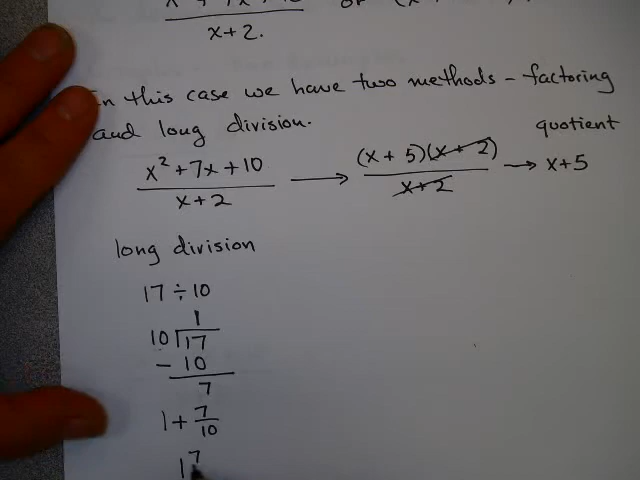 x+2.
In this case we have two methods – factoring
and long division.
quotient
x² + 7x + 10 / x + 2 → (x + 5)(x + 2) / x + 2 → x+5
long division
17 ÷ 10
1
10 17
– 10
7
1 + 7/10
1 7